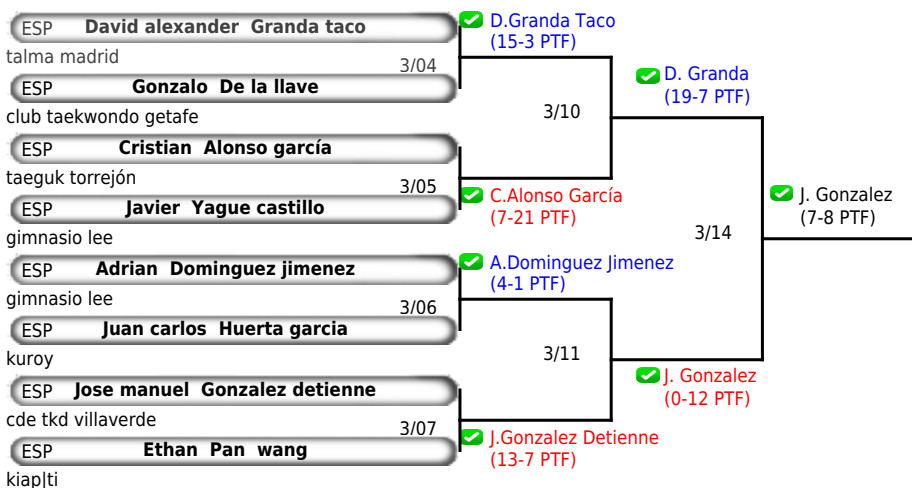 ESP David alexander Granda taco
talma madrid
3/04
ESP Gonzalo De la llave
club taekwondo getafe
D.Granda Taco
(15-3 PTF)
ESP Cristian Alonso garcía
taeguk torrejón
3/05
ESP Javier Yague castillo
gimnasio lee
C.Alonso García
(7-21 PTF)
3/10
D. Granda
(19-7 PTF)
ESP Adrian Dominguez jimenez
gimnasio lee
3/06
ESP Juan carlos Huerta garcia
kuroy
A.Dominguez Jimenez
(4-1 PTF)
ESP Jose manuel Gonzalez detienne
cde tkd villaverde
3/07
ESP Ethan Pan wang
kiap|ti
J.Gonzalez Detienne
(13-7 PTF)
3/11
J. Gonzalez
(0-12 PTF)
3/14
J. Gonzalez
(7-8 PTF)